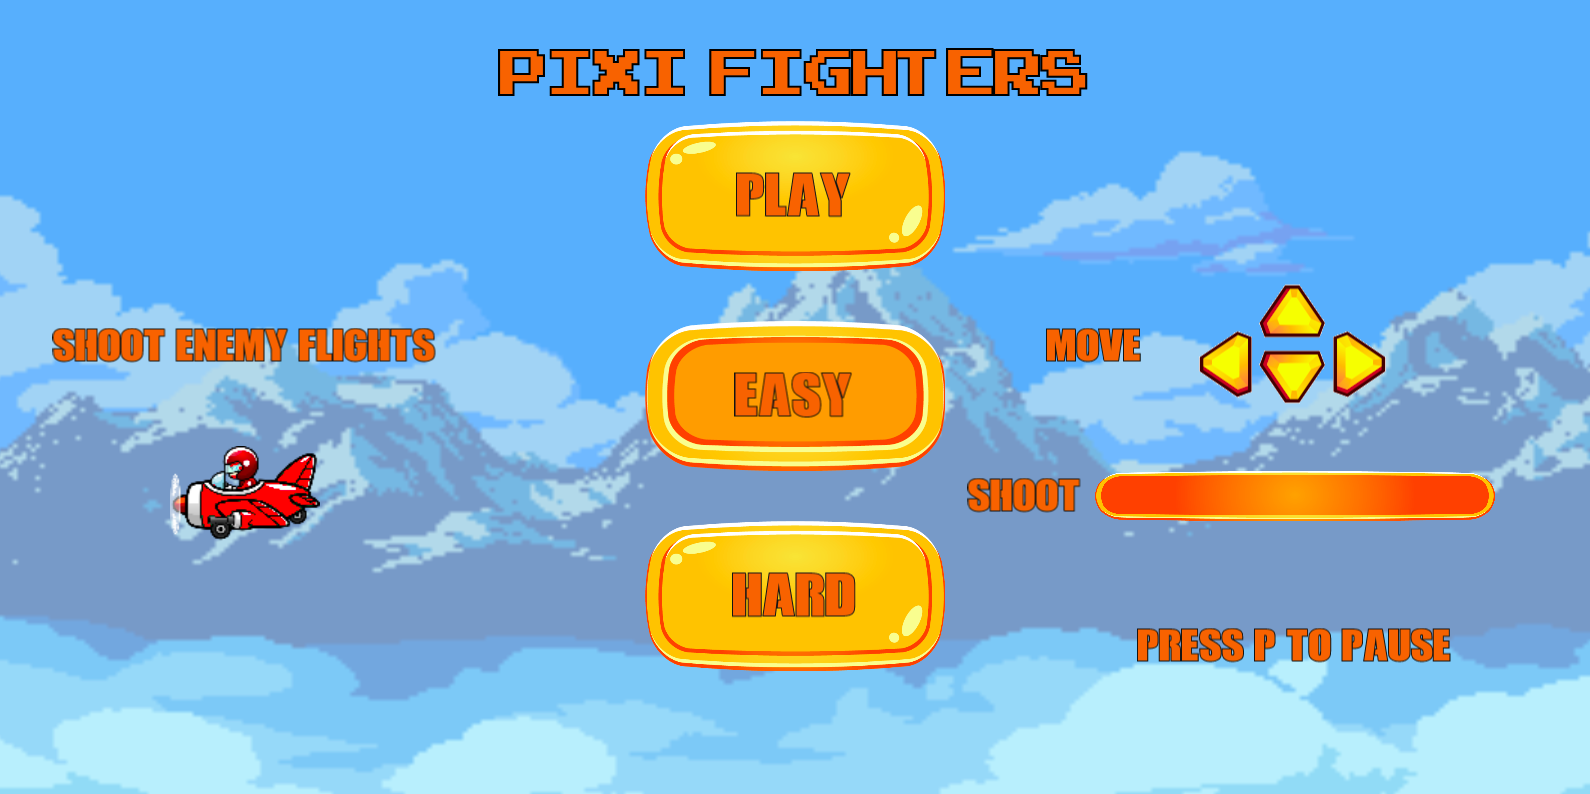 PIXI FIGHTERS
PLAY
SHOOT ENEMY FLIGHTS
EASY
MOVE
SHOOT
HARD
PRESS P TO PAUSE